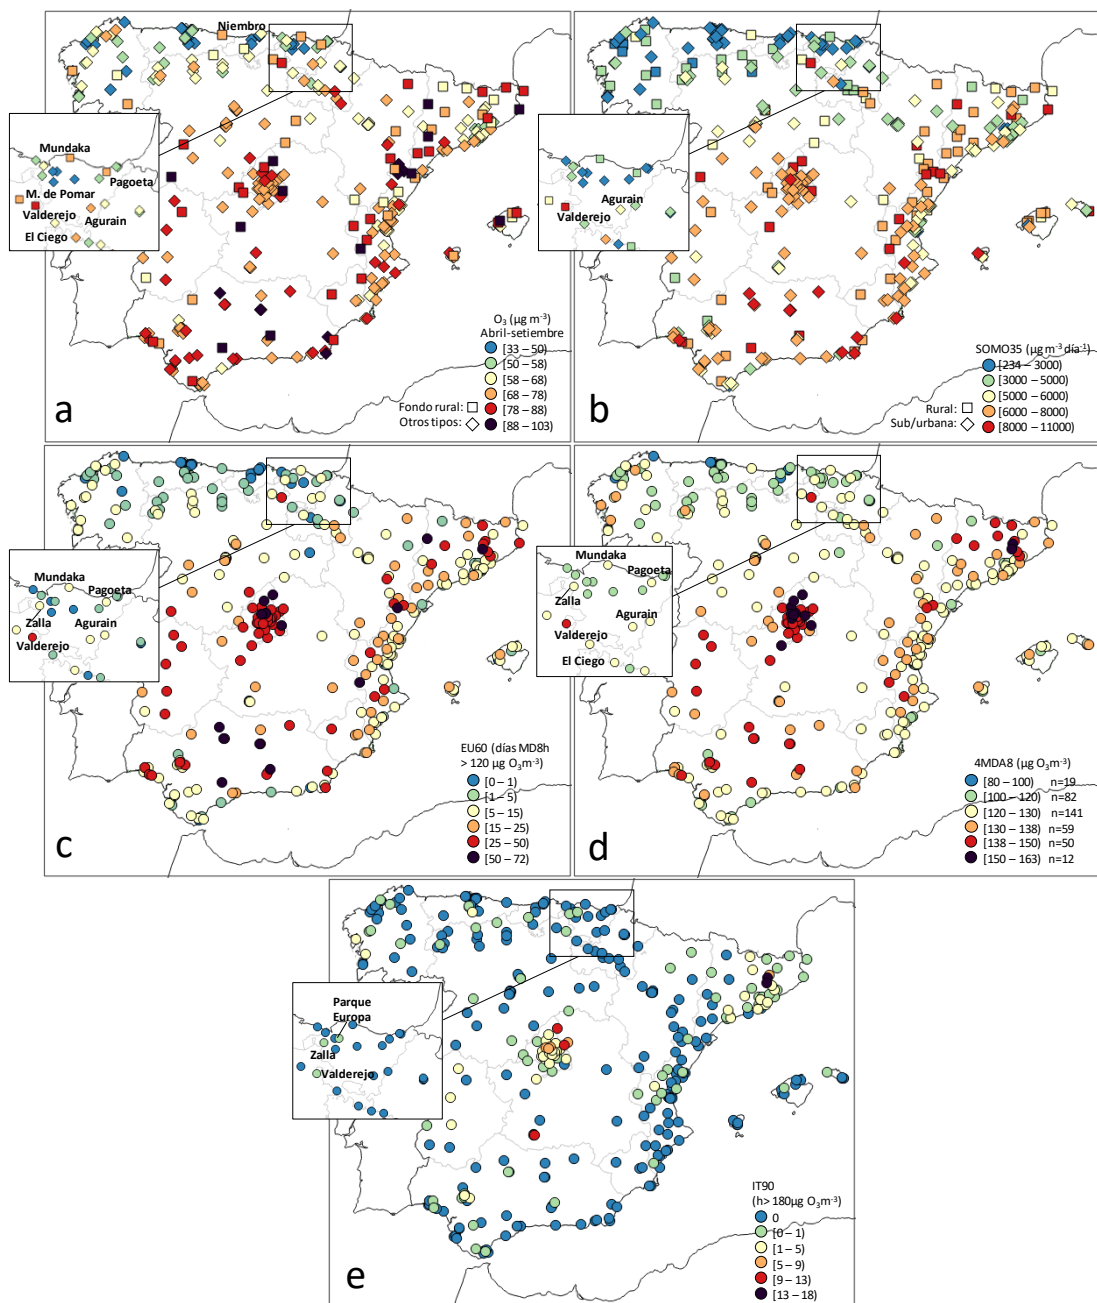 Niembro
Mundaka
Pagoeta
M. de Pomar
Valderejo
Agurain
El Ciego
O₃ (µg m⁻³)
Abril-setiembre
[33 – 50)
[50 – 58)
[58 – 68)
[68 – 78)
[78 – 88)
[88 – 103)
Fondo rural:
Otros tipos:
a
Agurain
Valderejo
SOMO35 (µg m⁻³ día⁻¹)
[234 – 3000)
[3000 – 5000)
[5000 – 6000)
[6000 – 8000)
[8000 – 11000)
Rural:
Sub/urbana:
b
Mundaka
Pagoeta
Zalla
Agurain
Valderejo
EU60 (días MD8h
> 120 µg O₃m⁻³)
[0 – 1)
[1 – 5)
[5 – 15)
[15 – 25)
[25 – 50)
[50 – 72)
c
Mundaka
Pagoeta
Zalla
Agurain
Valderejo
El Ciego
4MDA8 (µg O₃m⁻³)
[80 – 100) n=19
[100 – 120) n=82
[120 – 130) n=141
[130 – 138) n=59
[138 – 150) n=50
[150 – 163) n=12
d
Parque
Europa
Zalla
Valderejo
IT90
(h> 180µg O₃m⁻³)
0
[0 – 1)
[1 – 5)
[5 – 9)
[9 – 13)
[13 – 18)
e